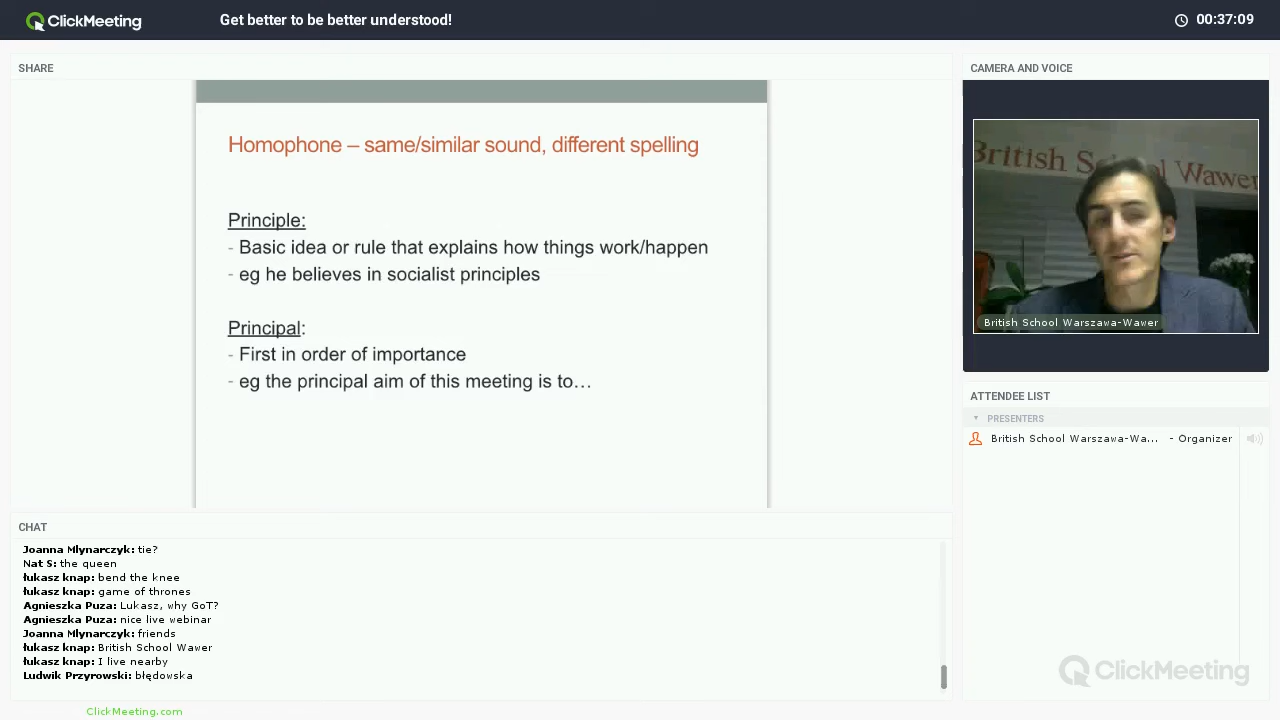 ClickMeeting
Get better to be better understood!
00:37:09
SHARE
Homophone – same/similar sound, different spelling
Principle:
- Basic idea or rule that explains how things work/happen
- eg he believes in socialist principles
Principal:
- First in order of importance
- eg the principal aim of this meeting is to…
CAMERA AND VOICE
British School Wawer
British School Warszawa-Wawer
ATTENDEE LIST
PRESENTERS
British School Warszawa-Wa... - Organizer
CHAT
Joanna Mlynarczyk: tie?
Nat S: the queen
łukasz knap: bend the knee
łukasz knap: game of thrones
Agnieszka Puza: Lukasz, why GoT?
Agnieszka Puza: nice live webinar
Joanna Mlynarczyk: friends
łukasz knap: British School Wawer
łukasz knap: I live nearby
Ludwik Przyrowski: błędowska
ClickMeeting
ClickMeeting.com